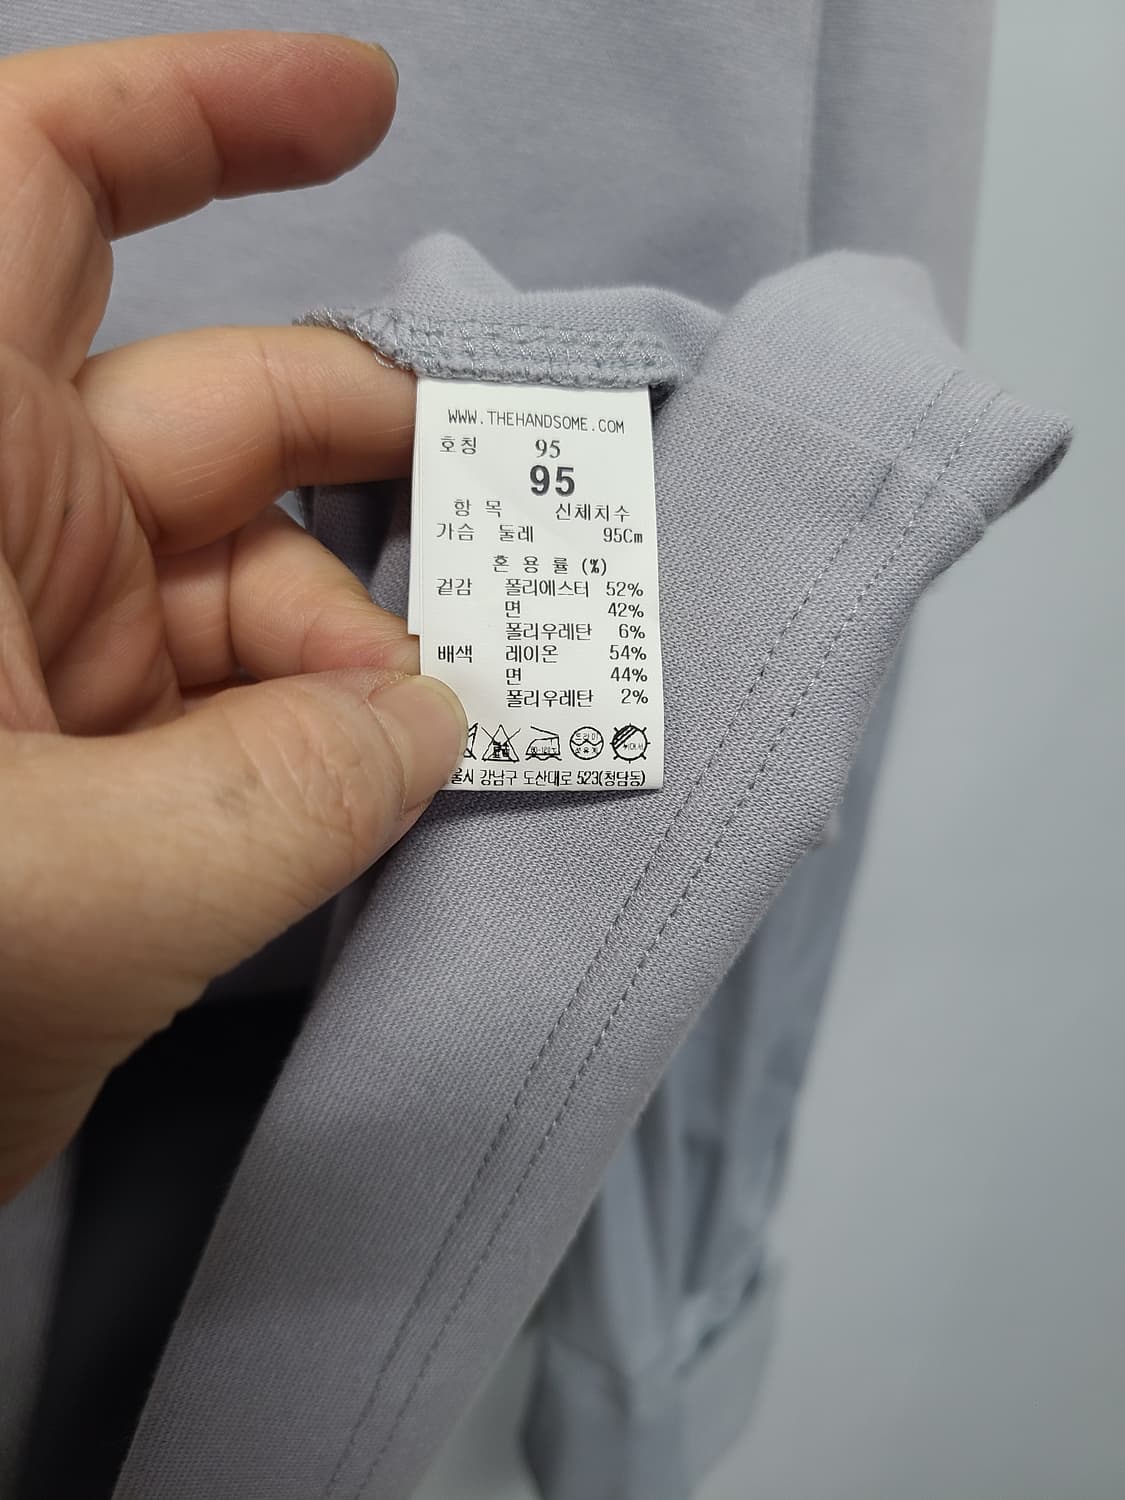 WWW.THEHANDSOME.COM
호칭 95
95
항 목 신체치수
가슴 둘레 95Cm
혼 용 률 (%)
겉감 폴리에스터 52%
면 42%
폴리우레탄 6%
배색 레이온 54%
면 44%
폴리우레탄 2%
울시 강남구 도산대로 523(청담동)